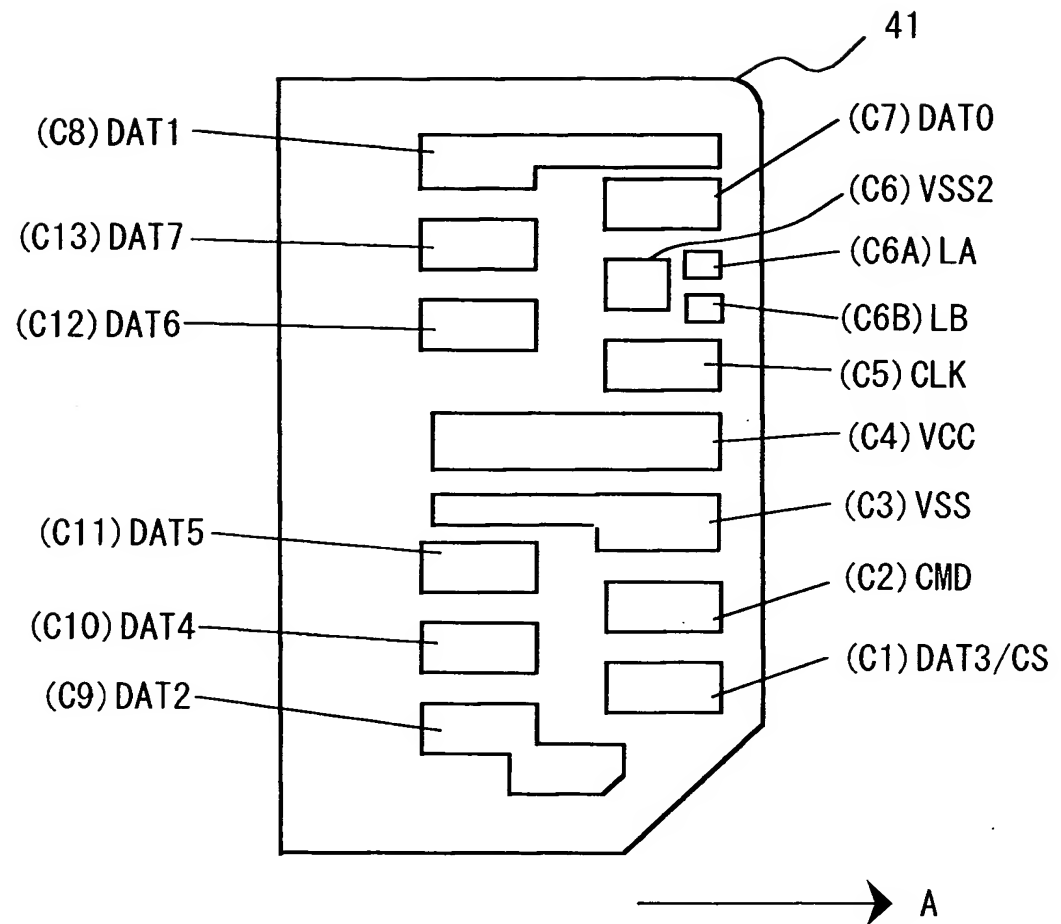 41
(C8) DAT1
(C7) DAT0
(C6) VSS2
(C13) DAT7
(C6A) LA
(C12) DAT6
(C6B) LB
(C5) CLK
(C4) VCC
(C3) VSS
(C11) DAT5
(C2) CMD
(C10) DAT4
(C1) DAT3/CS
(C9) DAT2
A